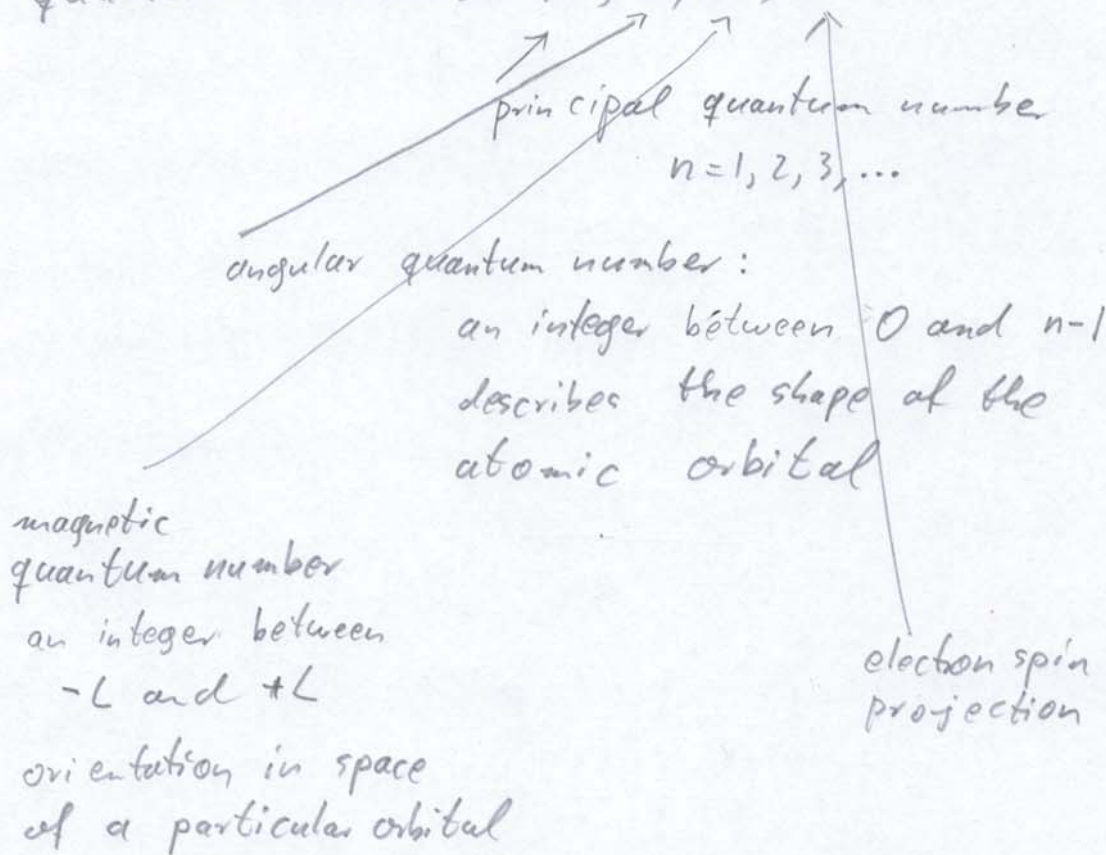 principal quantum number
n=1, 2, 3, ...
angular quantum number:
an integer between 0 and n-1
describes the shape of the
atomic orbital
magnetic
quantum number
an integer between
-L and +L
orientation in space
of a particular orbital
electron spin
projection